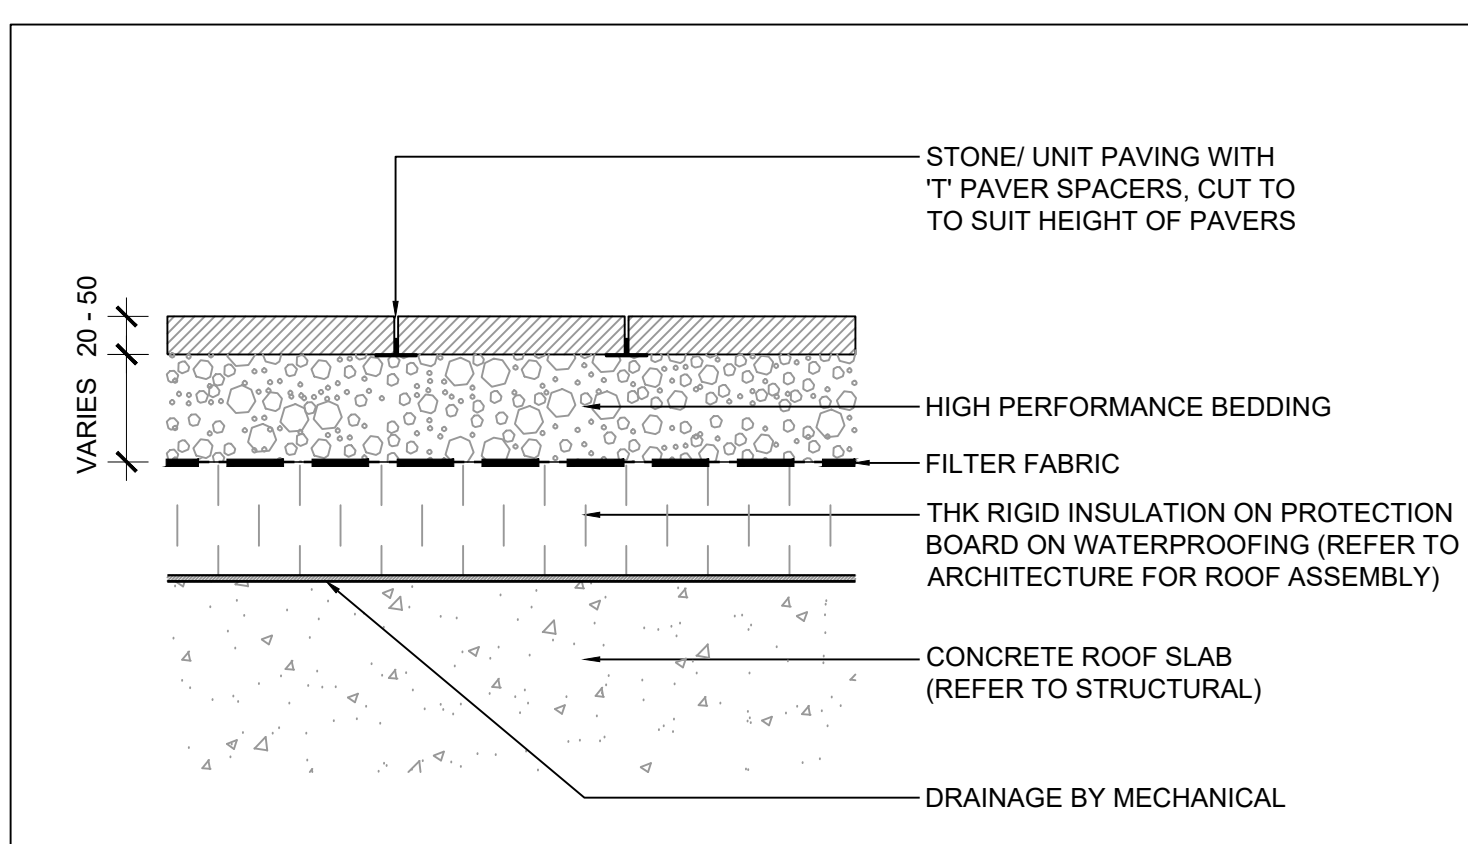 STONE/ UNIT PAVING WITH
'T' PAVER SPACERS, CUT TO
TO SUIT HEIGHT OF PAVERS
20 - 50
VARIES
HIGH PERFORMANCE BEDDING
FILTER FABRIC
THK RIGID INSULATION ON PROTECTION
BOARD ON WATERPROOFING (REFER TO
ARCHITECTURE FOR ROOF ASSEMBLY)
CONCRETE ROOF SLAB
(REFER TO STRUCTURAL)
DRAINAGE BY MECHANICAL